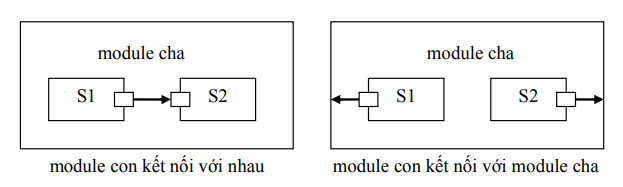 module cha
S1
S2
module con kết nối với nhau
module cha
S1
S2
module con kết nối với module cha